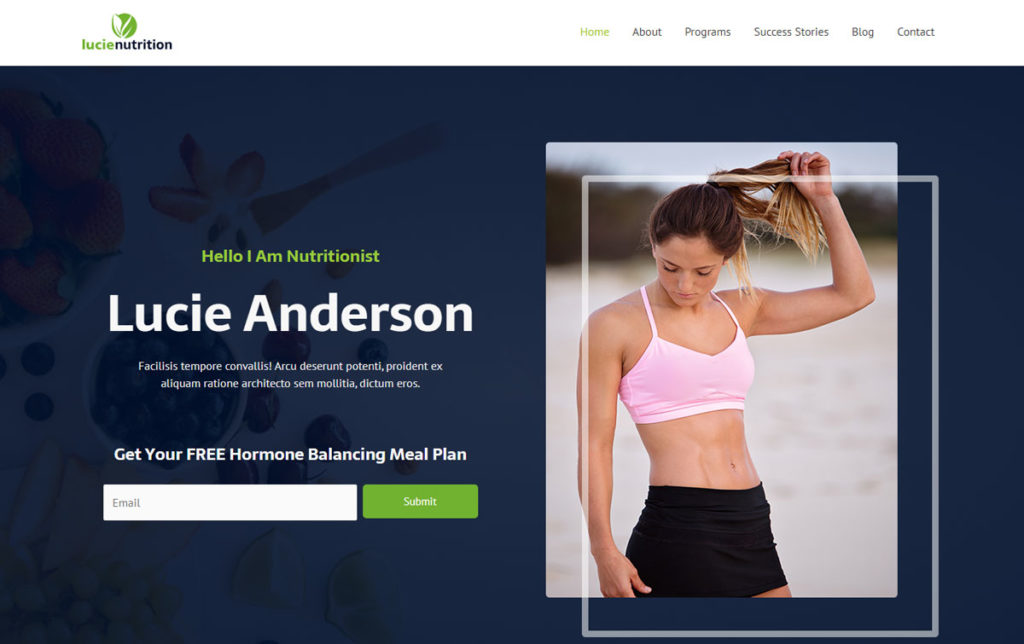 lucienutrition
Home About Programs Success Stories Blog Contact
Hello I Am Nutritionist
Lucie Anderson
Facilisis tempore convallis! Arcu deserunt potenti, proident ex
aliquam ratione architecto sem mollitia, dictum eros.
Get Your FREE Hormone Balancing Meal Plan
Email Submit